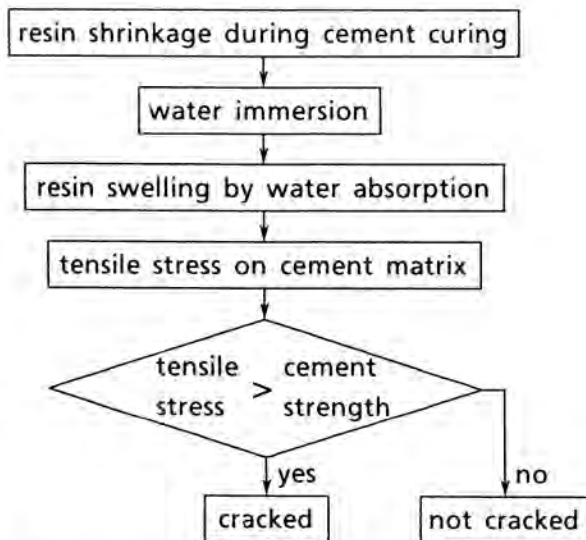 resin shrinkage during cement curing
water immersion
resin swelling by water absorption
tensile stress on cement matrix
tensile > cement
stress strength
yes
no
cracked
not cracked